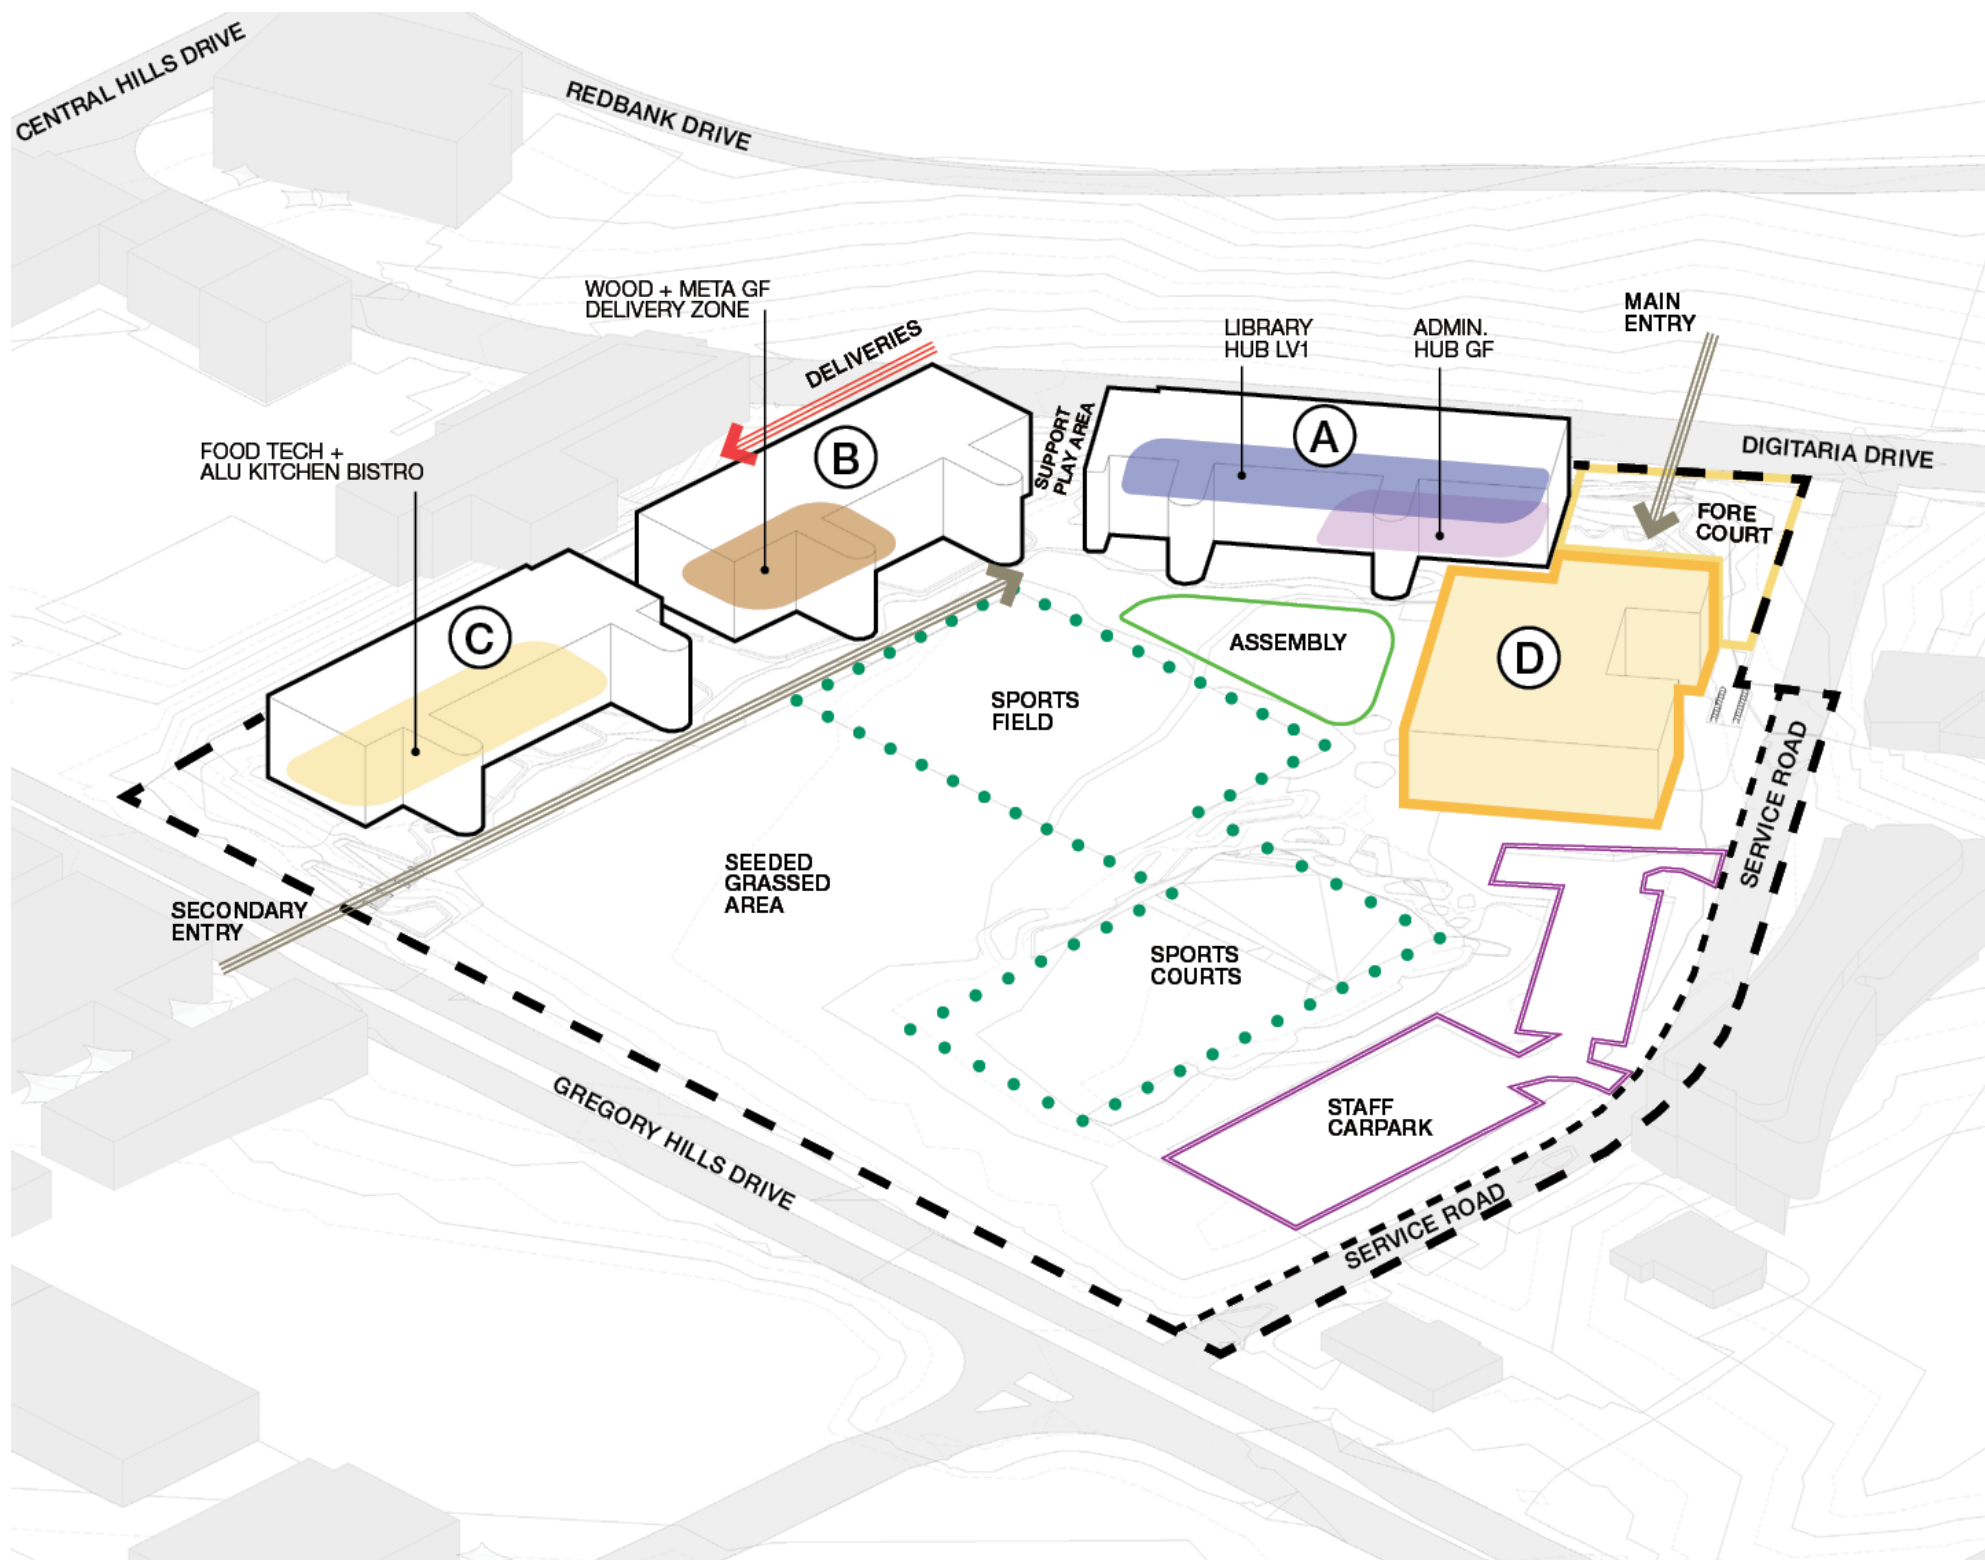 CENTRAL HILLS DRIVE
REDBANK DRIVE
WOOD + META GF
DELIVERY ZONE
DELIVERIES
MAIN
ENTRY
LIBRARY
HUB LV1
ADMIN.
HUB GF
SUPPORT
PLAY AREA
A
B
DIGITARIA DRIVE
FOOD TECH +
ALU KITCHEN BISTRO
FORE
COURT
C
ASSEMBLY
D
SPORTS
FIELD
SERVICE ROAD
SEEDED
GRASSED
AREA
SECONDARY
ENTRY
SPORTS
COURTS
STAFF
CARPARK
GREGORY HILLS DRIVE
SERVICE ROAD